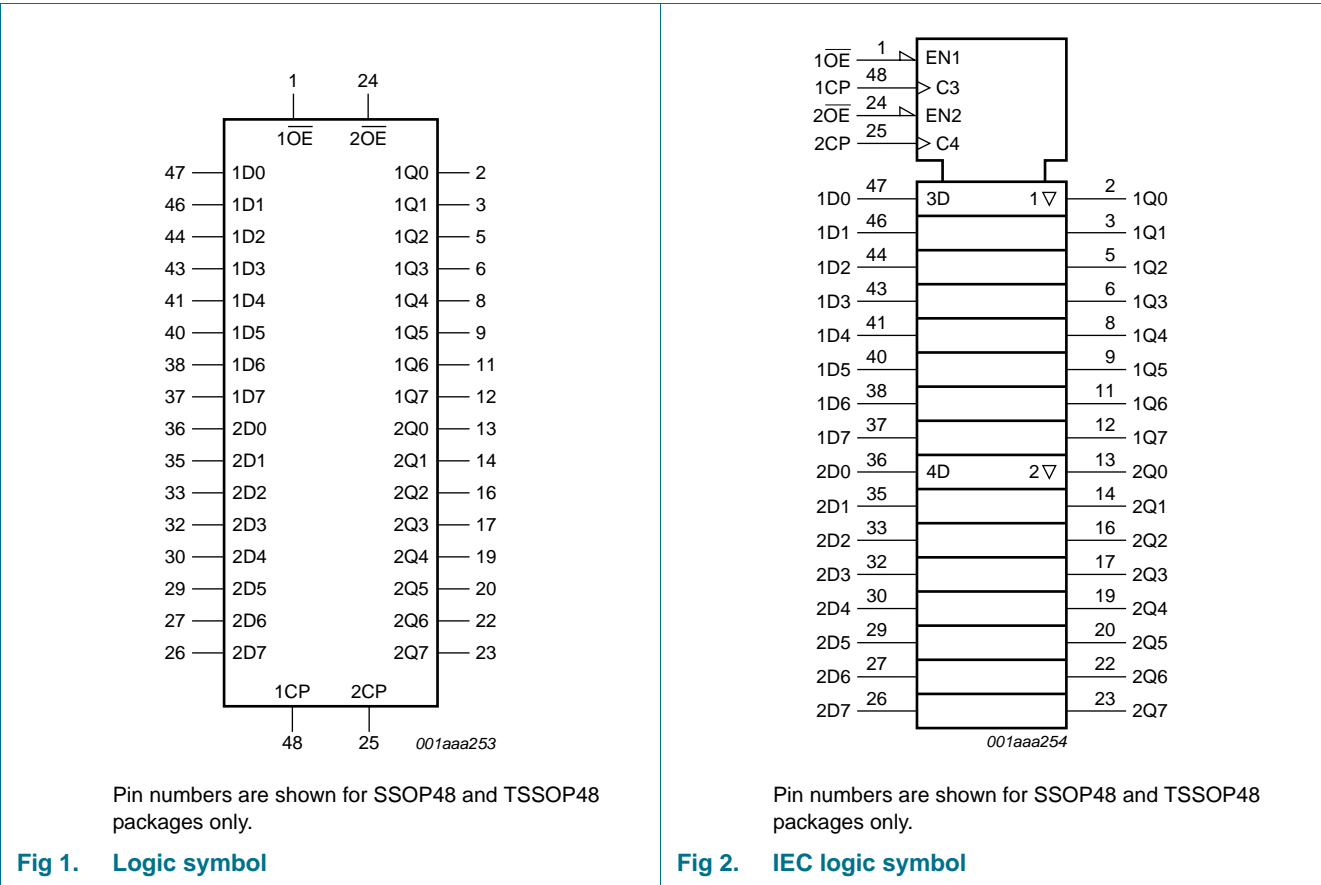 1 24
1OE 2OE
47 1D0 1Q0 2
46 1D1 1Q1 3
44 1D2 1Q2 5
43 1D3 1Q3 6
41 1D4 1Q4 8
40 1D5 1Q5 9
38 1D6 1Q6 11
37 1D7 1Q7 12
36 2D0 2Q0 13
35 2D1 2Q1 14
33 2D2 2Q2 16
32 2D3 2Q3 17
30 2D4 2Q4 19
29 2D5 2Q5 20
27 2D6 2Q6 22
26 2D7 2Q7 23
1CP 2CP
48 25 001aaa253
Pin numbers are shown for SSOP48 and TSSOP48
packages only.
Fig 1. Logic symbol
1OE 1 EN1
1CP 48 C3
2OE 24 EN2
2CP 25 C4
1D0 47 3D 1 ▽ 2 1Q0
1D1 46 3 1Q1
1D2 44 5 1Q2
1D3 43 6 1Q3
1D4 41 8 1Q4
1D5 40 9 1Q5
1D6 38 11 1Q6
1D7 37 12 1Q7
2D0 36 4D 2 ▽ 13 2Q0
2D1 35 14 2Q1
2D2 33 16 2Q2
2D3 32 17 2Q3
2D4 30 19 2Q4
2D5 29 20 2Q5
2D6 27 22 2Q6
2D7 26 23 2Q7
001aaa254
Pin numbers are shown for SSOP48 and TSSOP48
packages only.
Fig 2. IEC logic symbol